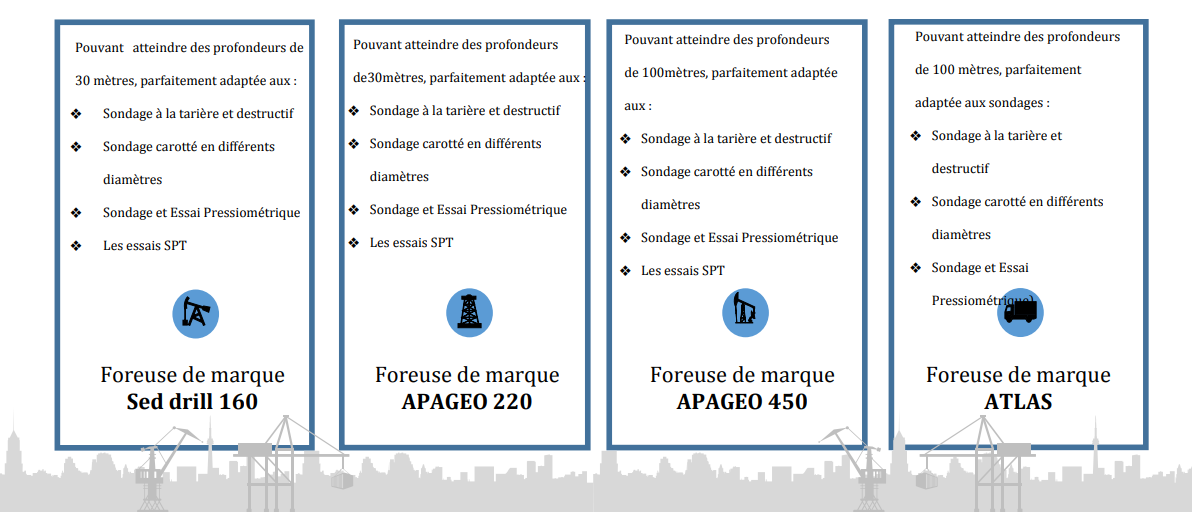 Pouvant atteindre des profondeurs de
30 mètres, parfaitement adaptée aux :
❖ Sondage à la tarière et destructif
❖ Sondage carotté en différents
diamètres
❖ Sondage et Essai Pressiométrique
❖ Les essais SPT
Foreuse de marque
Sed drill 160
Pouvant atteindre des profondeurs
de30mètres, parfaitement adaptée aux :
❖ Sondage à la tarière et destructif
❖ Sondage carotté en différents
diamètres
❖ Sondage et Essai Pressiométrique
❖ Les essais SPT
Foreuse de marque
APAGEO 220
Pouvant atteindre des profondeurs
de 100mètres, parfaitement adaptée
aux :
❖ Sondage à la tarière et destructif
❖ Sondage carotté en différents
diamètres
❖ Sondage et Essai Pressiométrique
❖ Les essais SPT
Foreuse de marque
APAGEO 450
Pouvant atteindre des profondeurs
de 100 mètres, parfaitement
adaptée aux sondages :
❖ Sondage à la tarière et
destructif
❖ Sondage carotté en différents
diamètres
❖ Sondage et Essai
Pressiométrique)
Foreuse de marque
ATLAS